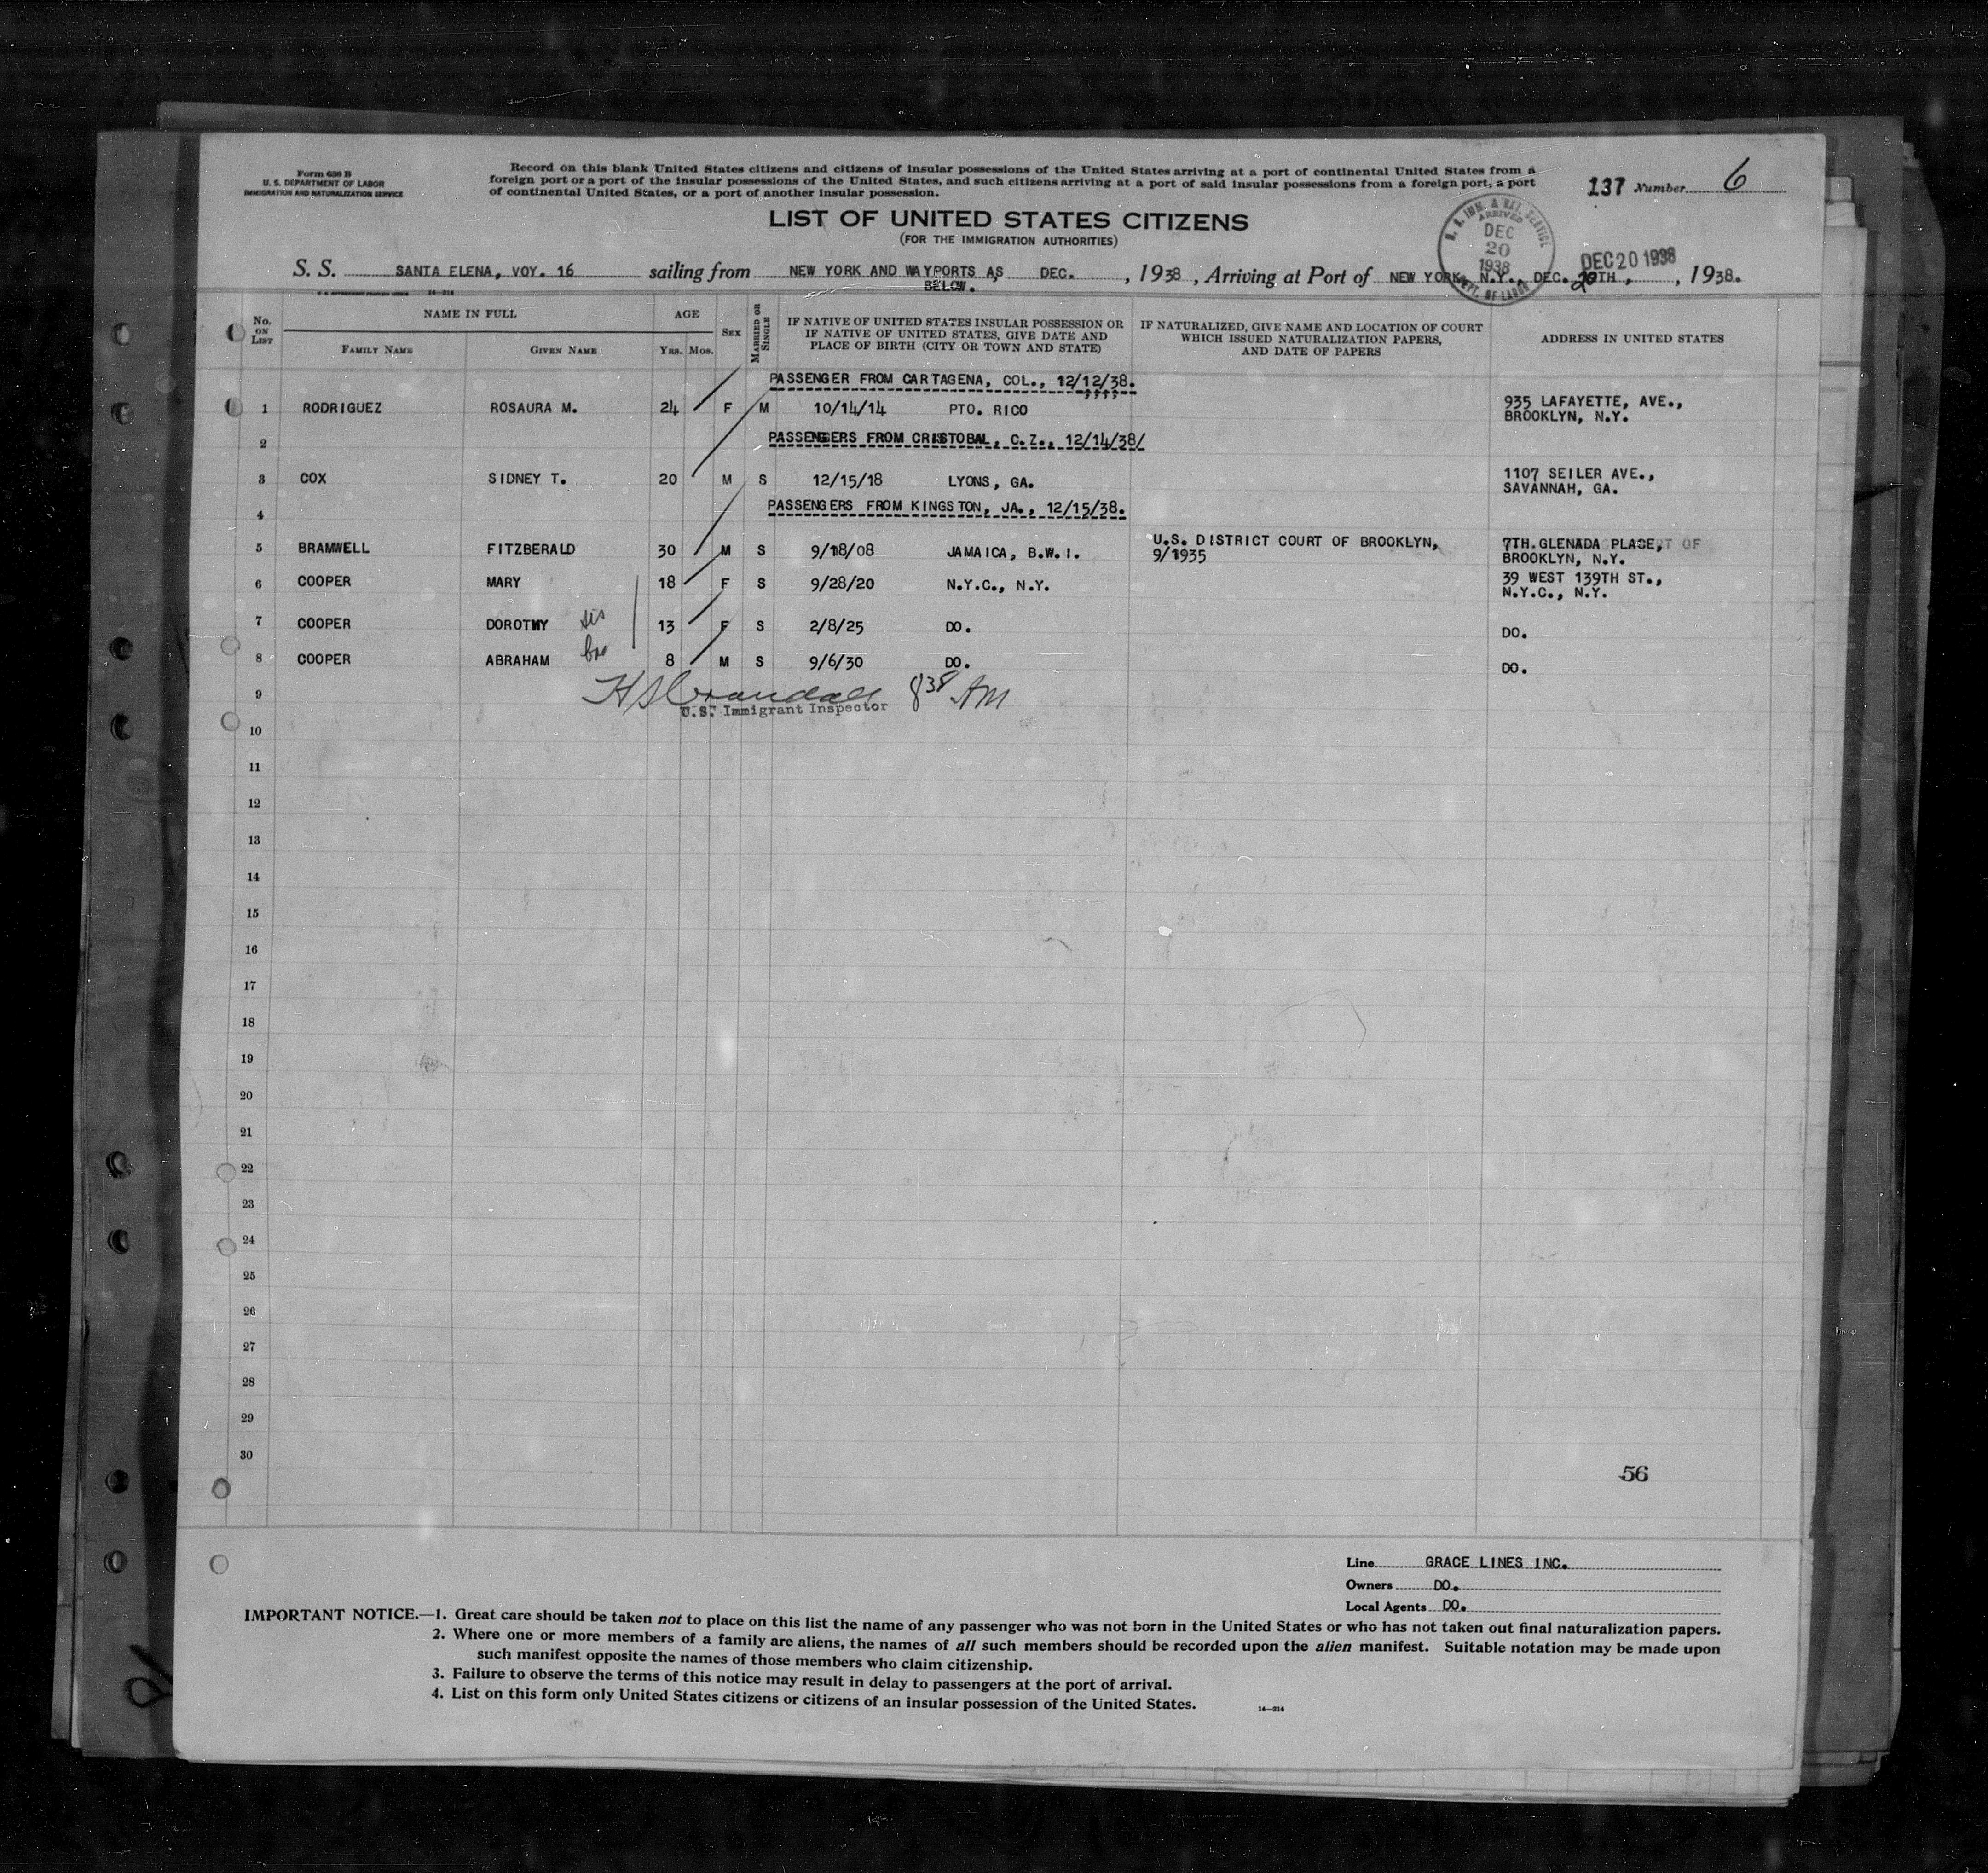 Form 630 B
U. S. DEPARTMENT OF LABOR
IMMIGRATION AND NATURALIZATION SERVICE
Record on this blank United States citizens and citizens of insular possessions of the United States arriving at a port of continental United States from a
foreign port or a port of the insular possessions of the United States, and such citizens arriving at a port of said insular possessions from a foreign port, a port
of continental United States, or a port of another insular possession.
137 Number 6
LIST OF UNITED STATES CITIZENS
(FOR THE IMMIGRATION AUTHORITIES)
U. S. IMM. & NAT. SERVICE
ARRIVED
DEC
20
1938
DEPT. OF LABOR
DEC 20 1938
S. S. SANTA ELENA, VOY. 16 sailing from NEW YORK AND WAYPORTS AS DEC. , 1938 , Arriving at Port of NEW YORK, N.Y., DEC. 20TH, , 1938.
BELOW.
No. ON LIST
NAME IN FULL
FAMILY NAME
GIVEN NAME
AGE
YRS. MOS.
SEX
MARRIED OR SINGLE
IF NATIVE OF UNITED STATES INSULAR POSSESSION OR
IF NATIVE OF UNITED STATES, GIVE DATE AND
PLACE OF BIRTH (CITY OR TOWN AND STATE)
IF NATURALIZED, GIVE NAME AND LOCATION OF COURT
WHICH ISSUED NATURALIZATION PAPERS,
AND DATE OF PAPERS
ADDRESS IN UNITED STATES
PASSENGER FROM CARTAGENA, COL., 12/12/38.
1 RODRIGUEZ ROSAURA M. 24 F M 10/14/14 PTO. RICO 935 LAFAYETTE, AVE.,
BROOKLYN, N.Y.
2 PASSENGERS FROM CRISTOBAL, C.Z., 12/14/38/
3 COX SIDNEY T. 20 M S 12/15/18 LYONS, GA. 1107 SEILER AVE.,
SAVANNAH, GA.
4 PASSENGERS FROM KINGSTON, JA., 12/15/38.
5 BRAMWELL FITZBERALD 30 M S 9/18/08 JAMAICA, B.W.I. U.S. DISTRICT COURT OF BROOKLYN, 7TH. GLENADA PLACE,
9/1935 BROOKLYN, N.Y.
6 COOPER MARY 18 F S 9/28/20 N.Y.C., N.Y. 39 WEST 139TH ST.,
N.Y.C., N.Y.
7 COOPER DOROTHY sis 13 F S 2/8/25 DO. DO.
8 COOPER ABRAHAM bro 8 M S 9/6/30 DO. DO.
9 H S Crandall 8 38 AM
U.S. Immigrant Inspector
10
11
12
13
14
15
16
17
18
19
20
21
22
23
24
25
26
27
28
29
30
56
Line GRACE LINES INC.
Owners DO.
Local Agents DO.
IMPORTANT NOTICE.—1. Great care should be taken not to place on this list the name of any passenger who was not born in the United States or who has not taken out final naturalization papers.
2. Where one or more members of a family are aliens, the names of all such members should be recorded upon the alien manifest. Suitable notation may be made upon
such manifest opposite the names of those members who claim citizenship.
3. Failure to observe the terms of this notice may result in delay to passengers at the port of arrival.
4. List on this form only United States citizens or citizens of an insular possession of the United States.
14—214